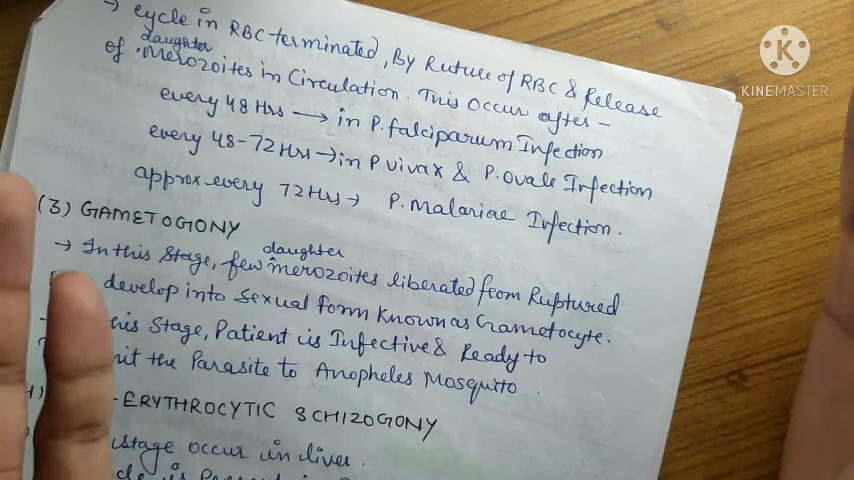 → cycle in RBC terminated, By Ruture of RBC & Release
of daughter Merozoites in Circulation. This occur after –
every 48 Hrs → in P. falciparum Infection
every 48-72 Hrs → in P vivax & P. ovale Infection
approx every 72 Hrs → P. Malariae Infection.
(3) GAMETOGONY
→ In this stage, few daughter merozoites liberated from Ruptured
develop into sexual form Known as Gametocyte.
this Stage, Patient is Infective & Ready to
the Parasite to Anopheles Mosquito.
ERYTHROCYTIC SCHIZOGONY
stage occur in liver.
KINEMASTER